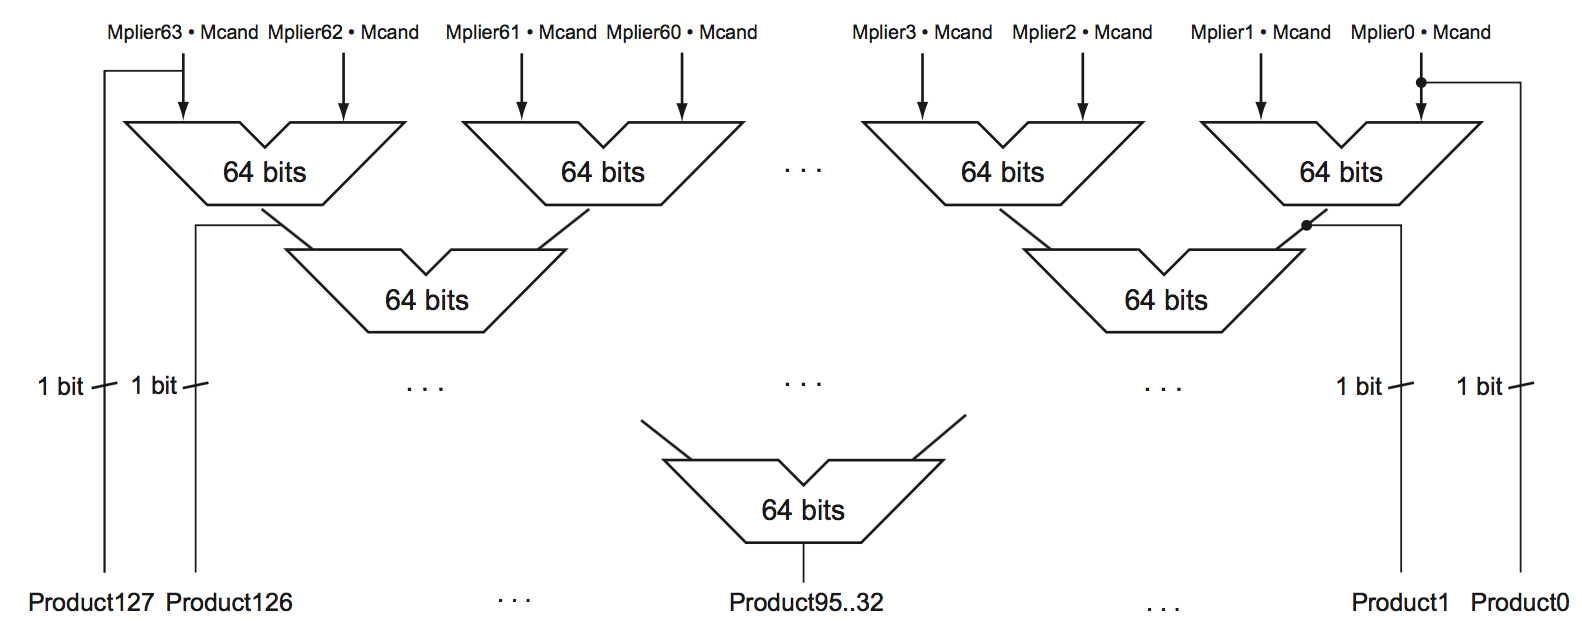 Mplier63 • Mcand Mplier62 • Mcand Mplier61 • Mcand Mplier60 • Mcand Mplier3 • Mcand Mplier2 • Mcand Mplier1 • Mcand Mplier0 • Mcand
64 bits 64 bits . . . 64 bits 64 bits
64 bits 64 bits
1 bit 1 bit . . . . . . . . . 1 bit 1 bit
64 bits
Product127 Product126 . . . Product95..32 . . . Product1 Product0